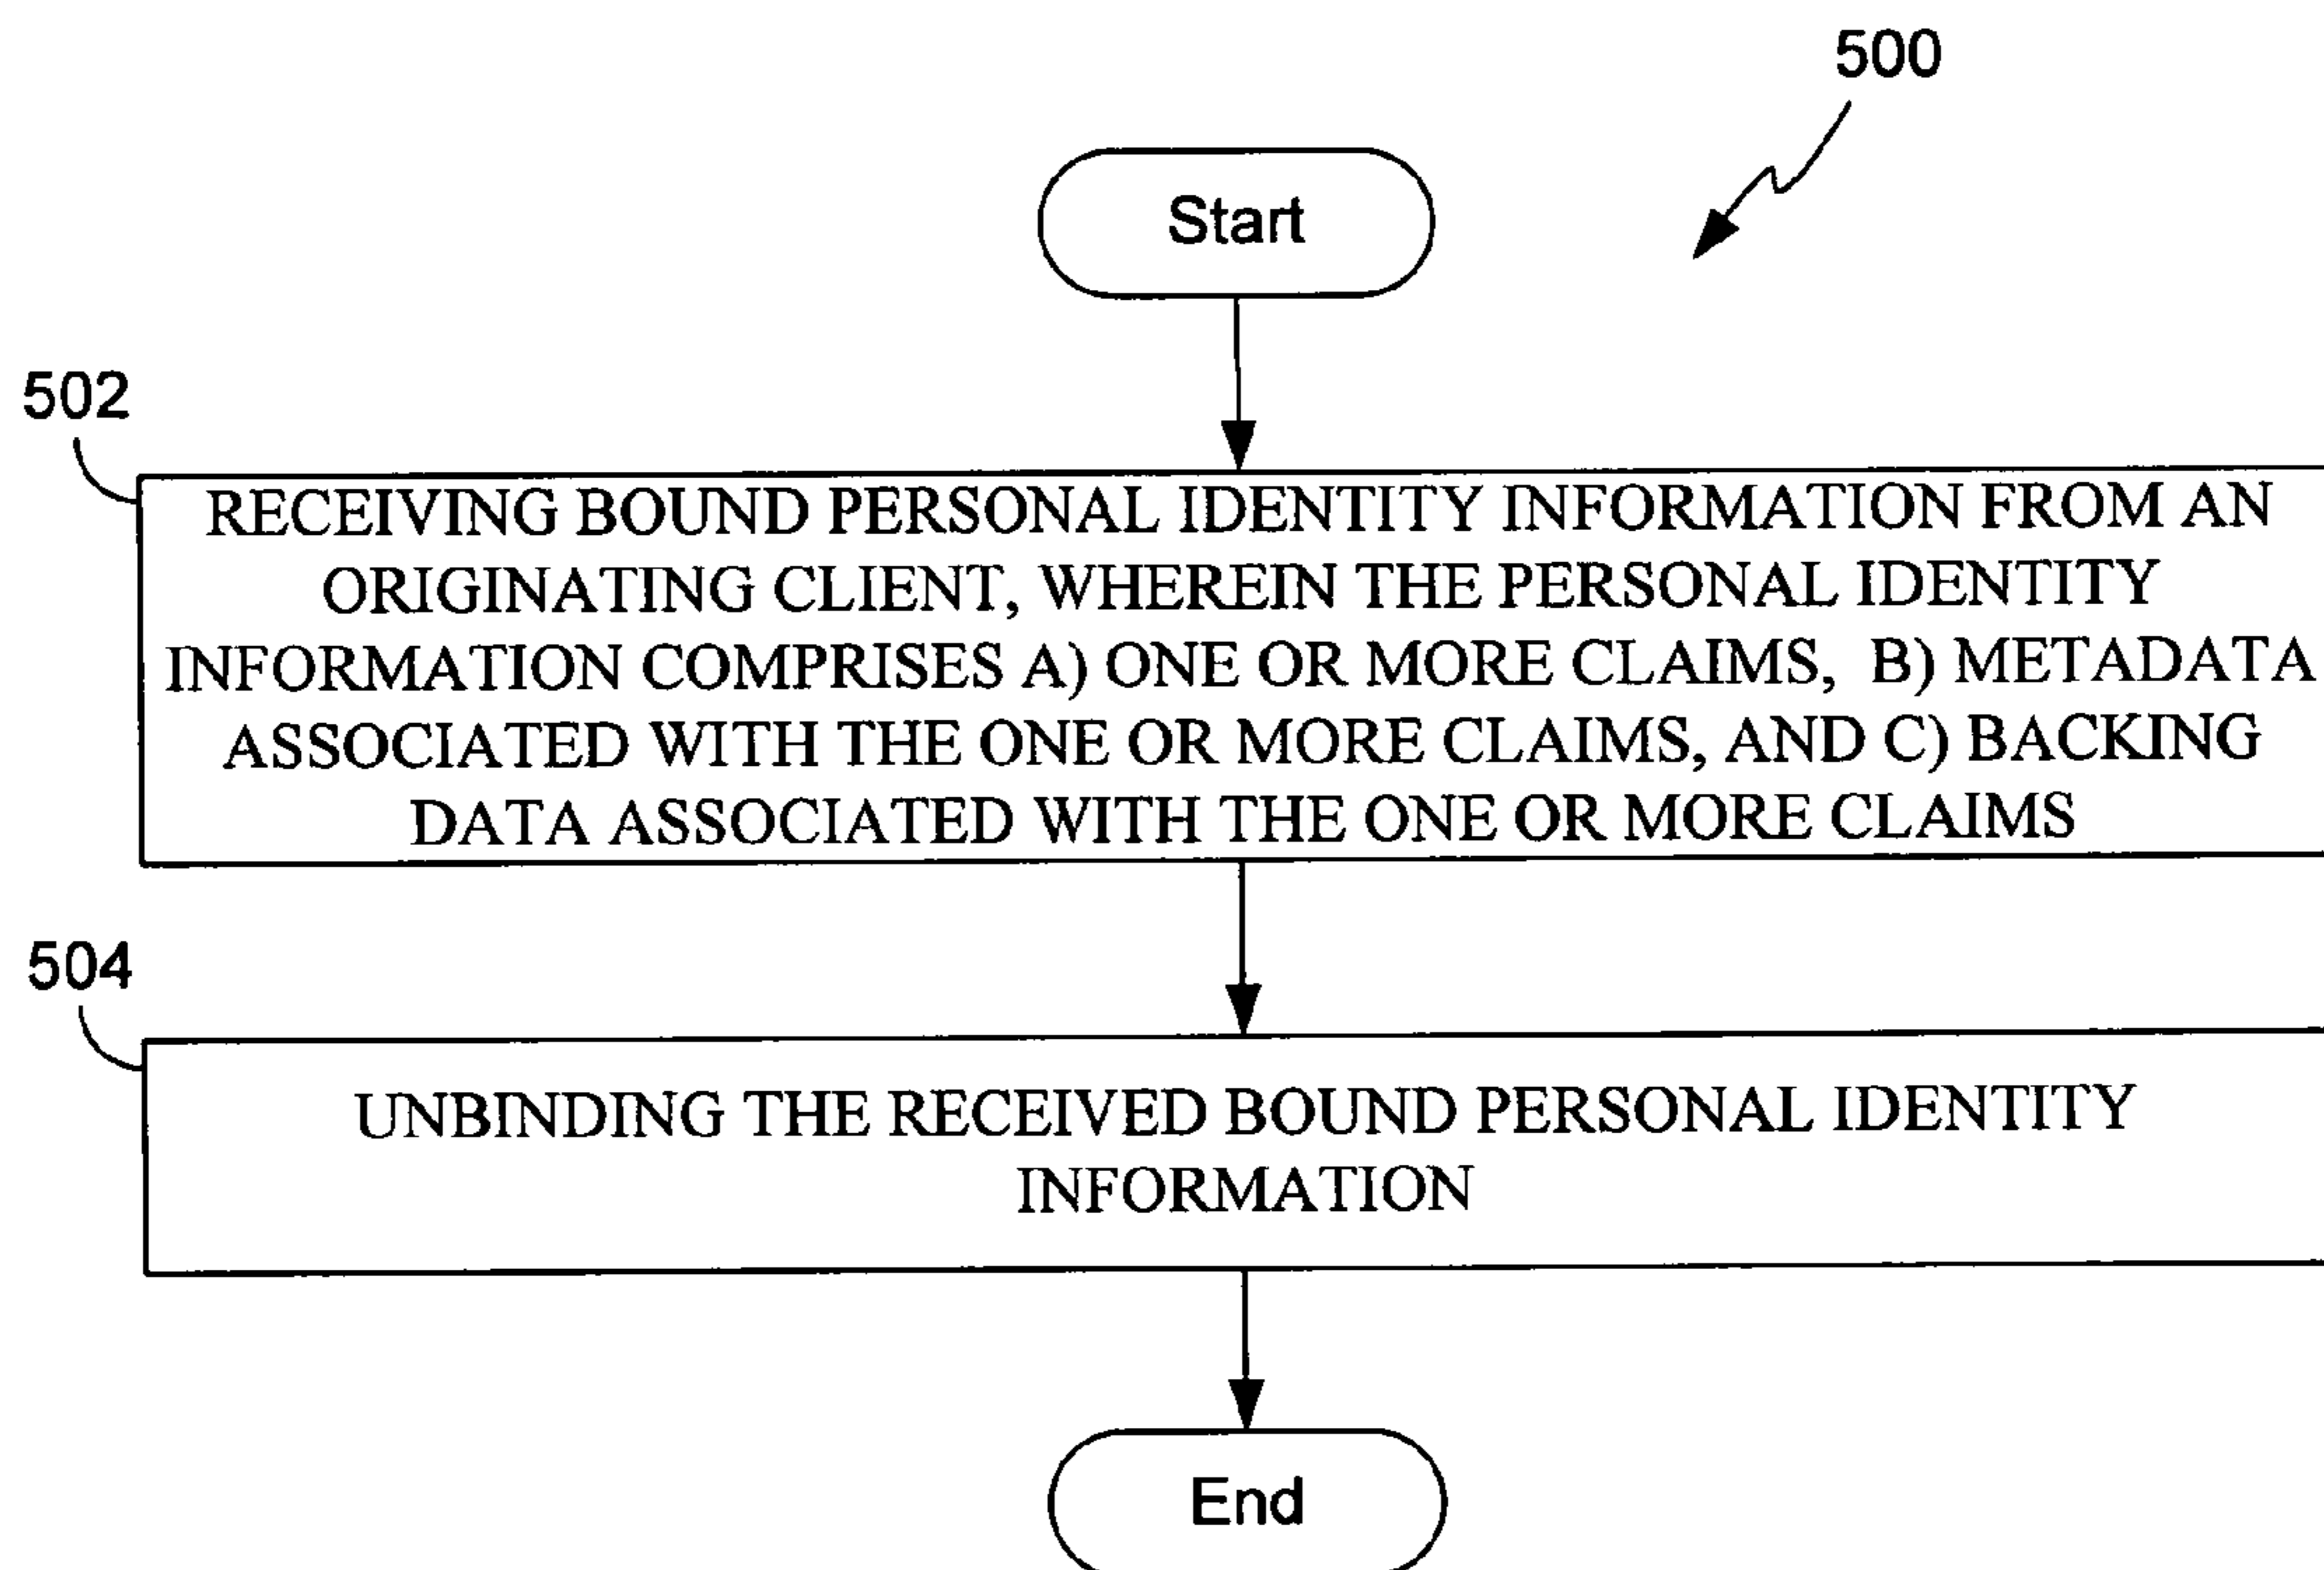 500
Start
502
RECEIVING BOUND PERSONAL IDENTITY INFORMATION FROM AN
ORIGINATING CLIENT, WHEREIN THE PERSONAL IDENTITY
INFORMATION COMPRISES A) ONE OR MORE CLAIMS, B) METADATA
ASSOCIATED WITH THE ONE OR MORE CLAIMS, AND C) BACKING
DATA ASSOCIATED WITH THE ONE OR MORE CLAIMS
504
UNBINDING THE RECEIVED BOUND PERSONAL IDENTITY
INFORMATION
End